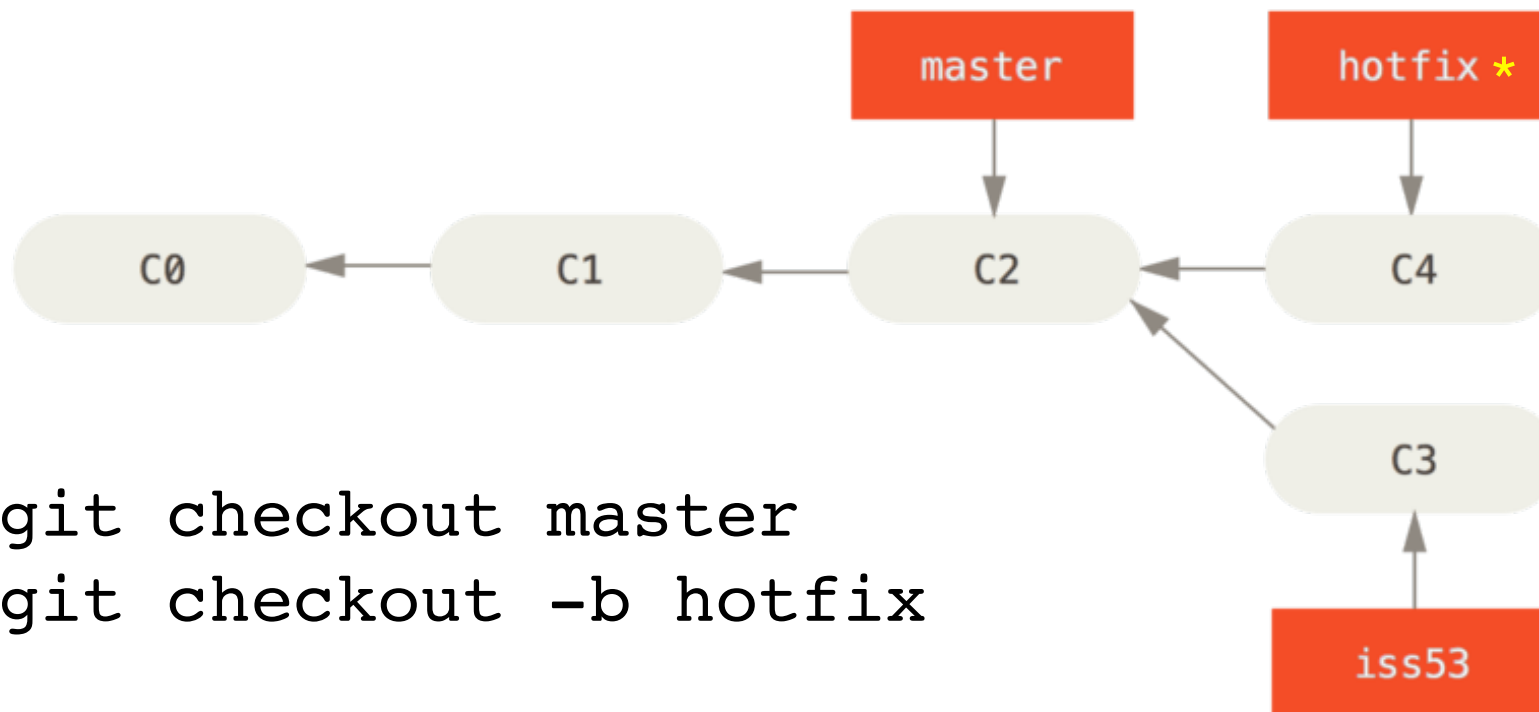 master
hotfix *
C0
C1
C2
C4
C3
git checkout master
git checkout -b hotfix
iss53